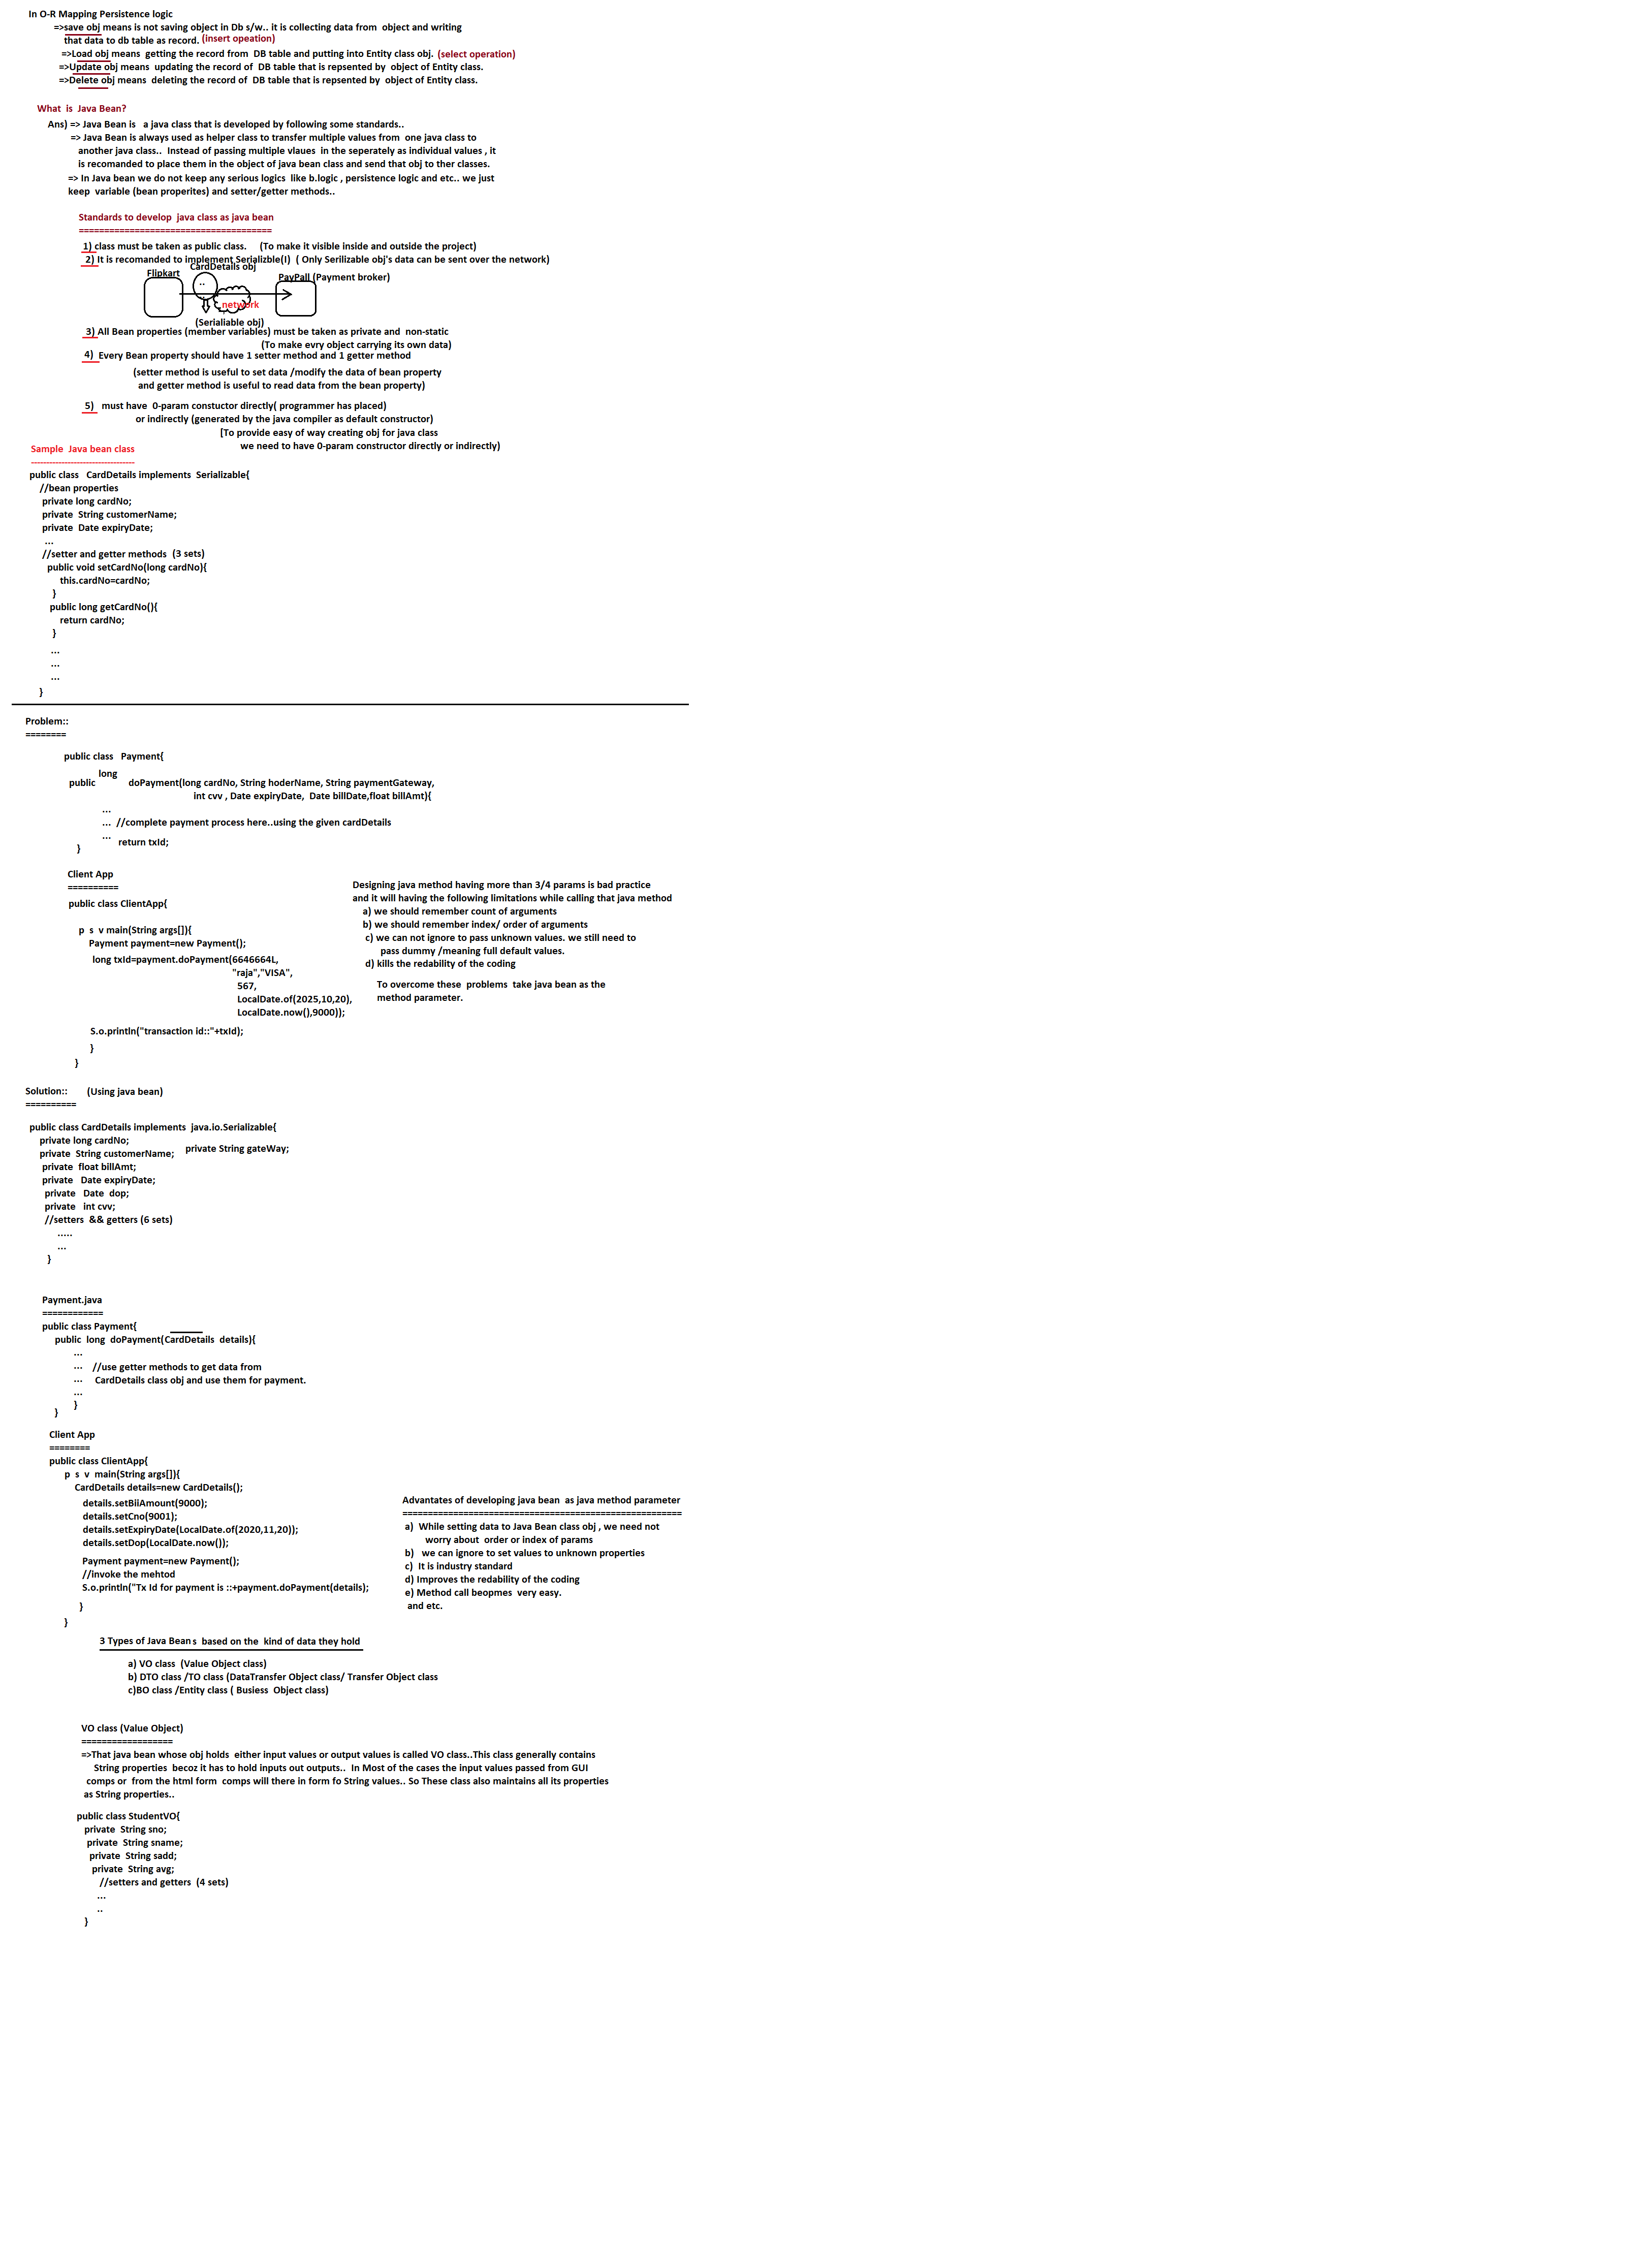 In O-R Mapping Persistence logic
=>save obj means is not saving object in Db s/w.. it is collecting data from object and writing
that data to db table as record. (insert opeation)
=>Load obj means getting the record from DB table and putting into Entity class obj. (select operation)
=>Update obj means updating the record of DB table that is repsented by object of Entity class.
=>Delete obj means deleting the record of DB table that is repsented by object of Entity class.
What is Java Bean?
Ans) => Java Bean is a java class that is developed by following some standards..
=> Java Bean is always used as helper class to transfer multiple values from one java class to
another java class.. Instead of passing multiple vlaues in the seperately as individual values , it
is recomanded to place them in the object of java bean class and send that obj to ther classes.
=> In Java bean we do not keep any serious logics like b.logic , persistence logic and etc.. we just
keep variable (bean properites) and setter/getter methods..
Standards to develop java class as java bean
======================================
1) class must be taken as public class. (To make it visible inside and outside the project)
2) It is recomanded to implement Serializble(I) ( Only Serilizable obj's data can be sent over the network)
CardDetails obj
Flipkart
PayPall (Payment broker)
..
network
(Serialiable obj)
3) All Bean properties (member variables) must be taken as private and non-static
(To make evry object carrying its own data)
4) Every Bean property should have 1 setter method and 1 getter method
(setter method is useful to set data /modify the data of bean property
and getter method is useful to read data from the bean property)
5) must have 0-param constuctor directly( programmer has placed)
or indirectly (generated by the java compiler as default constructor)
[To provide easy of way creating obj for java class
we need to have 0-param constructor directly or indirectly)
Sample Java bean class
----------------------------------
public class CardDetails implements Serializable{
//bean properties
private long cardNo;
private String customerName;
private Date expiryDate;
...
//setter and getter methods (3 sets)
public void setCardNo(long cardNo){
this.cardNo=cardNo;
}
public long getCardNo(){
return cardNo;
}
...
...
...
}
Problem::
========
public class Payment{
public long doPayment(long cardNo, String hoderName, String paymentGateway,
int cvv , Date expiryDate, Date billDate,float billAmt){
...
... //complete payment process here..using the given cardDetails
...
return txId;
}
Client App
==========
public class ClientApp{
p s v main(String args[]){
Payment payment=new Payment();
long txId=payment.doPayment(6646664L,
"raja","VISA",
567,
LocalDate.of(2025,10,20),
LocalDate.now(),9000));
S.o.println("transaction id::"+txId);
}
}
Designing java method having more than 3/4 params is bad practice
and it will having the following limitations while calling that java method
a) we should remember count of arguments
b) we should remember index/ order of arguments
c) we can not ignore to pass unknown values. we still need to
pass dummy /meaning full default values.
d) kills the redability of the coding
To overcome these problems take java bean as the
method parameter.
Solution:: (Using java bean)
==========
public class CardDetails implements java.io.Serializable{
private long cardNo;
private String customerName; private String gateWay;
private float billAmt;
private Date expiryDate;
private Date dop;
private int cvv;
//setters && getters (6 sets)
.....
...
}
Payment.java
============
public class Payment{
public long doPayment(CardDetails details){
...
... //use getter methods to get data from
... CardDetails class obj and use them for payment.
...
}
}
Client App
========
public class ClientApp{
p s v main(String args[]){
CardDetails details=new CardDetails();
details.setBiiAmount(9000);
details.setCno(9001);
details.setExpiryDate(LocalDate.of(2020,11,20));
details.setDop(LocalDate.now());
Payment payment=new Payment();
//invoke the mehtod
S.o.println("Tx Id for payment is ::+payment.doPayment(details);
}
}
Advantates of developing java bean as java method parameter
=======================================================
a) While setting data to Java Bean class obj , we need not
worry about order or index of params
b) we can ignore to set values to unknown properties
c) It is industry standard
d) Improves the redability of the coding
e) Method call beopmes very easy.
and etc.
3 Types of Java Beans based on the kind of data they hold
a) VO class (Value Object class)
b) DTO class /TO class (DataTransfer Object class/ Transfer Object class
c)BO class /Entity class ( Busiess Object class)
VO class (Value Object)
==================
=>That java bean whose obj holds either input values or output values is called VO class..This class generally contains
String properties becoz it has to hold inputs out outputs.. In Most of the cases the input values passed from GUI
comps or from the html form comps will there in form fo String values.. So These class also maintains all its properties
as String properties..
public class StudentVO{
private String sno;
private String sname;
private String sadd;
private String avg;
//setters and getters (4 sets)
...
..
}